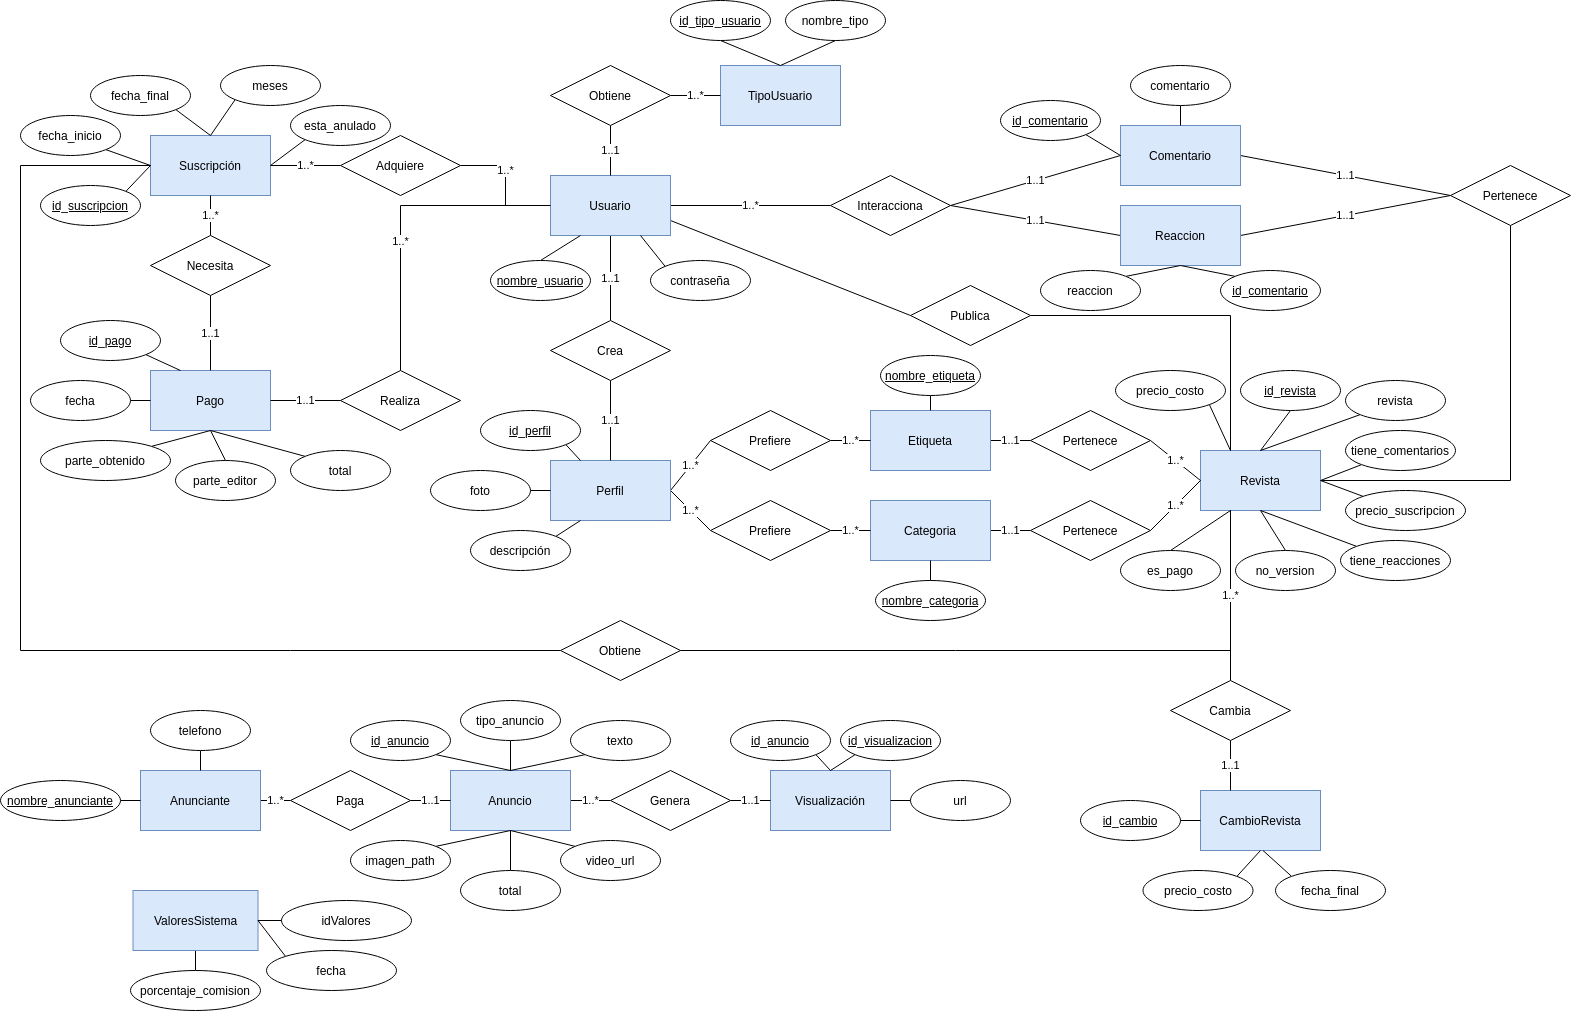 id_tipo_usuario
nombre_tipo
fecha_final
meses
Obtiene
1..*
TipoUsuario
comentario
fecha_inicio
esta_anulado
id_comentario
Suscripción
1..*
Adquiere
1..*
1..1
Comentario
id_suscripcion
1..*
Usuario
1..*
Interacciona
1..1
1..1
1..1
1..1
Pertenece
Reaccion
1..*
Necesita
nombre_usuario
1..1
contraseña
reaccion
id_comentario
Publica
1..1
id_pago
Crea
nombre_etiqueta
precio_costo
id_revista
revista
fecha
Pago
1..1
Realiza
1..1
id_perfil
Prefiere
1..*
Etiqueta
1..1
Pertenece
1..*
tiene_comentarios
parte_obtenido
parte_editor
total
foto
Perfil
1..*
1..*
Revista
1..*
precio_suscripcion
Prefiere
1..*
Categoria
1..1
Pertenece
descripción
es_pago
no_version
tiene_reacciones
nombre_categoria
1..*
Obtiene
Cambia
telefono
id_anuncio
tipo_anuncio
texto
id_anuncio
id_visualizacion
1..1
nombre_anunciante
Anunciante
1..*
Paga
1..1
Anuncio
1..*
Genera
1..1
Visualización
url
id_cambio
CambioRevista
imagen_path
total
video_url
precio_costo
fecha_final
ValoresSistema
idValores
fecha
porcentaje_comision